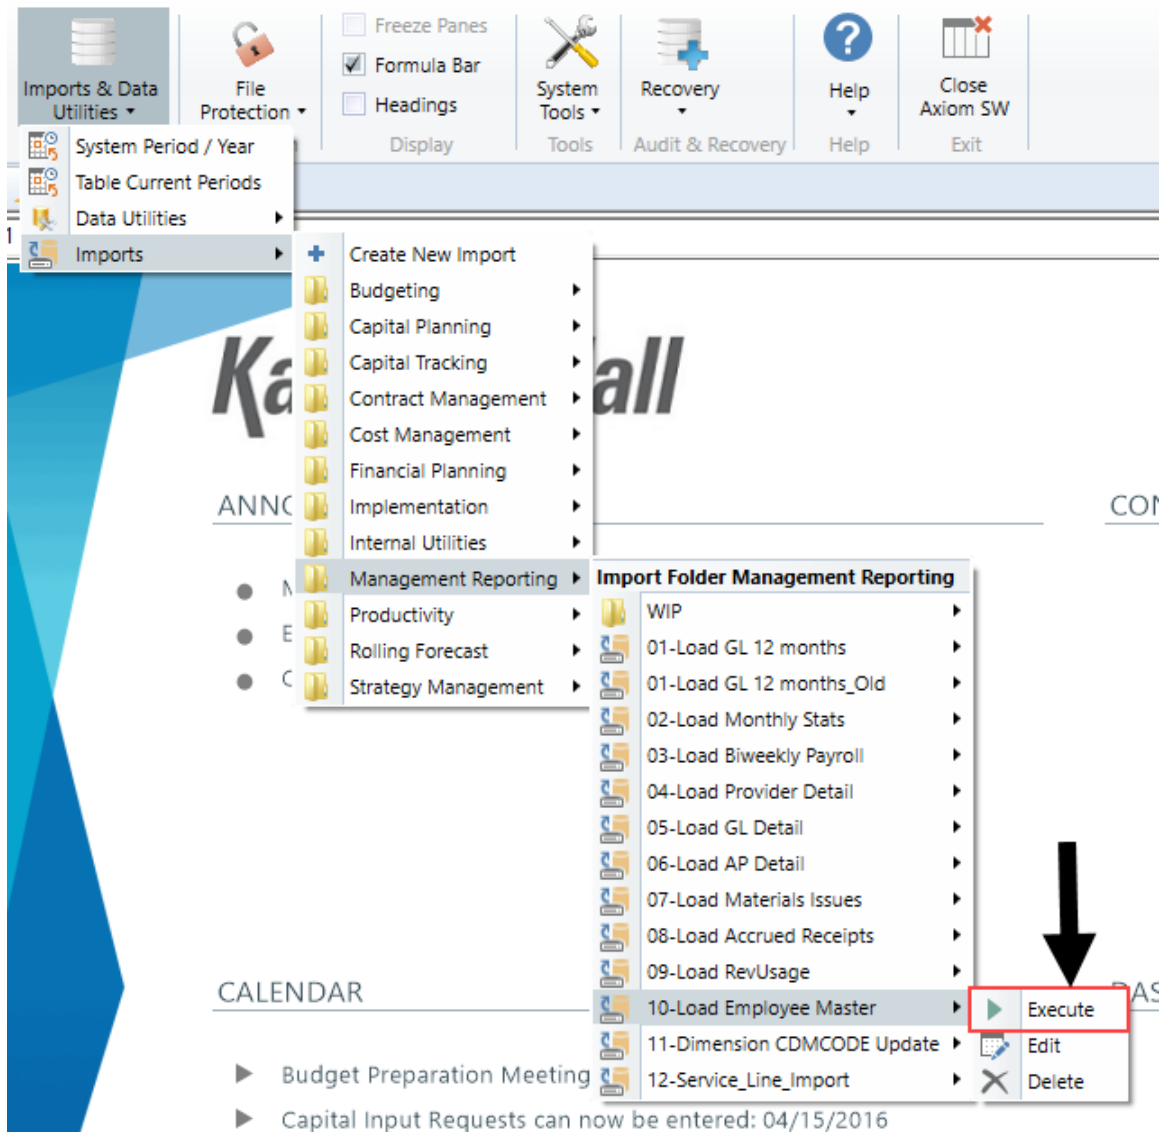 Freeze Panes
Formula Bar
Headings
Imports & Data
Utilities
File
Protection
System
Tools
Recovery
Help
Close
Axiom SW
Display
Tools
Audit & Recovery
Help
Exit
System Period / Year
Table Current Periods
Data Utilities
Imports
1
Create New Import
Budgeting
Capital Planning
Capital Tracking
Contract Management
Cost Management
Financial Planning
Implementation
Internal Utilities
Management Reporting
Productivity
Rolling Forecast
Strategy Management
Ka
all
ANNO
CON
Import Folder Management Reporting
WIP
01-Load GL 12 months
01-Load GL 12 months_Old
02-Load Monthly Stats
03-Load Biweekly Payroll
04-Load Provider Detail
05-Load GL Detail
06-Load AP Detail
07-Load Materials Issues
08-Load Accrued Receipts
09-Load RevUsage
10-Load Employee Master
11-Dimension CDMCODE Update
12-Service_Line_Import
Execute
Edit
Delete
CALENDAR
DAS
Budget Preparation Meeting
Capital Input Requests can now be entered: 04/15/2016